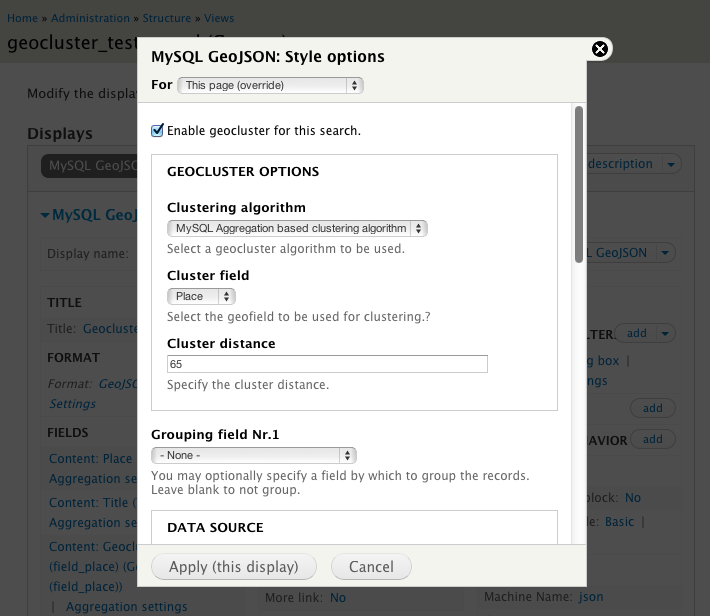 Home » Administration » Structure » Views
geocluster_test
MySQL GeoJSON: Style options
For This page (override)
Modify the display
Enable geocluster for this search.
Displays
GEOCLUSTER OPTIONS
MySQL GeoJSO
description
Clustering algorithm
MySQL GeoJ
MySQL Aggregation based clustering algorithm
Select a geocluster algorithm to be used.
Display name:
L GeoJSON
Cluster field
Place
TITLE
Select the geofield to be used for clustering.?
Title: Geocluste
LTER add
Cluster distance
FORMAT
65
g box |
Format: GeoJSO
Specify the cluster distance.
ngs
Settings
add
FIELDS
Grouping field Nr.1
AVIOR add
- None -
Content: Place
You may optionally specify a field by which to group the records.
Aggregation se
Leave blank to not group.
Content: Title (
block: No
Aggregation se
DATA SOURCE
le: Basic |
Content: Geocl
(field_place) (Ge
Apply (this display) Cancel
(field_place))
| Aggregation settings
More link: No
Machine Name: json